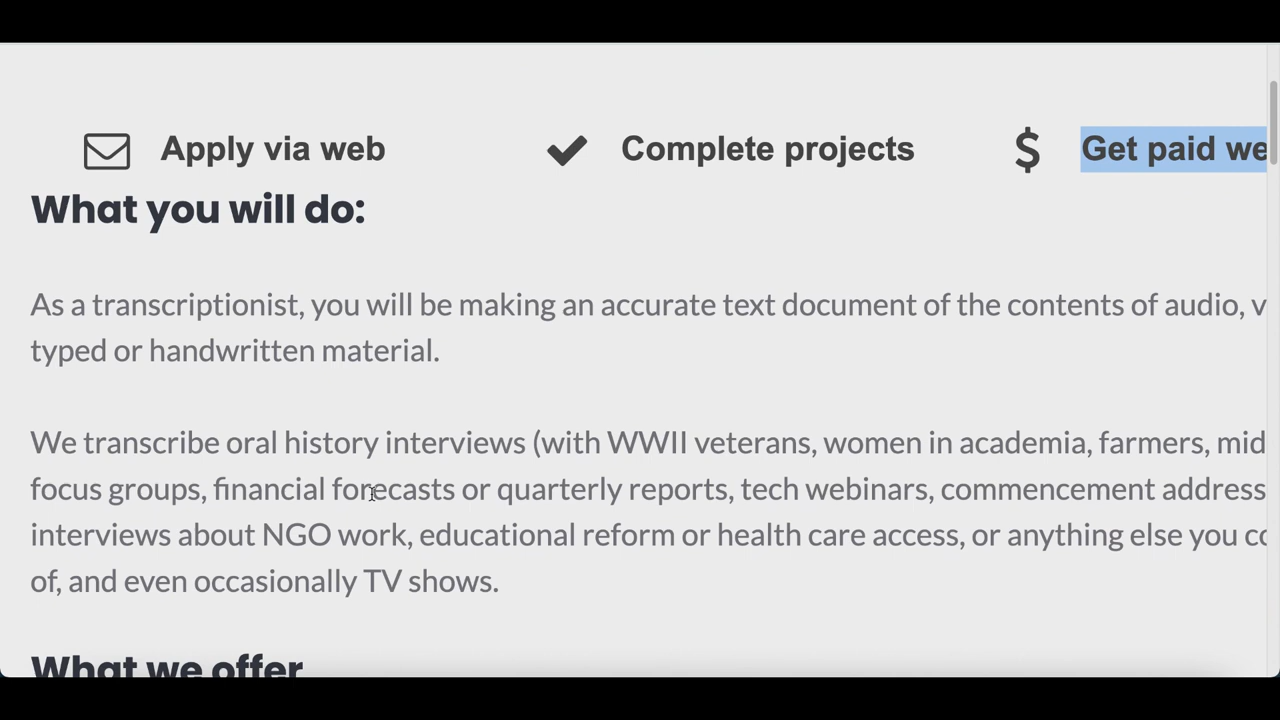 Apply via web Complete projects $ Get paid we
What you will do:
As a transcriptionist, you will be making an accurate text document of the contents of audio, v
typed or handwritten material.
We transcribe oral history interviews (with WWII veterans, women in academia, farmers, mid
focus groups, financial forecasts or quarterly reports, tech webinars, commencement address
interviews about NGO work, educational reform or health care access, or anything else you co
of, and even occasionally TV shows.
What we offer